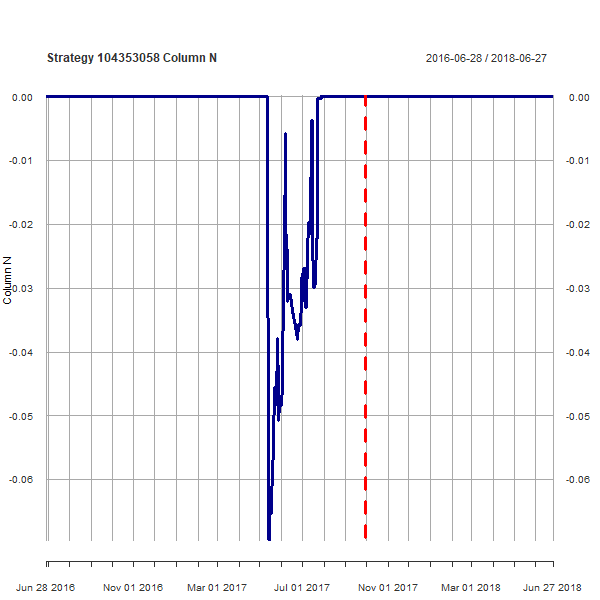 Strategy 104353058 Column N
2016-06-28 / 2018-06-27
0.00
-0.01
-0.02
-0.03
-0.04
-0.05
-0.06
Column N
0.00
-0.01
-0.02
-0.03
-0.04
-0.05
-0.06
Jun 28 2016
Nov 01 2016
Mar 01 2017
Jul 01 2017
Nov 01 2017
Mar 01 2018
Jun 27 2018